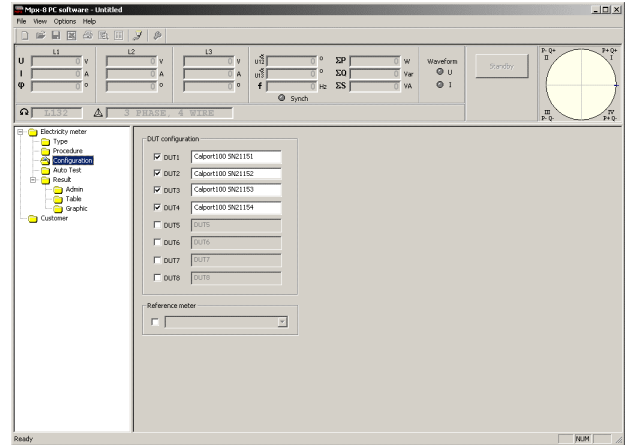 Mpx-8 PC software - Untitled
File View Options Help
L1 L2 L3
U 0 V 0 V 0 V U12 0 ° ΣP 0 W Waveform
I 0 A 0 A 0 A U13 0 ° ΣQ 0 Var U
φ 0 ° 0 ° 0 ° f 0 Hz ΣS 0 VA I
Synch
Standby
P- Q+ P+ Q+
II I
III IV
P- Q- P+ Q-
L132 3 PHASE, 4 WIRE
Electricity meter
Type
Procedure
Configuration
Auto Test
Result
Admin
Table
Graphic
Customer
DUT configuration
DUT1 Calport100 SN21151
DUT2 Calport100 SN21152
DUT3 Calport100 SN21153
DUT4 Calport100 SN21154
DUT5 DUT5
DUT6 DUT6
DUT7 DUT7
DUT8 DUT8
Reference meter
Ready NUM